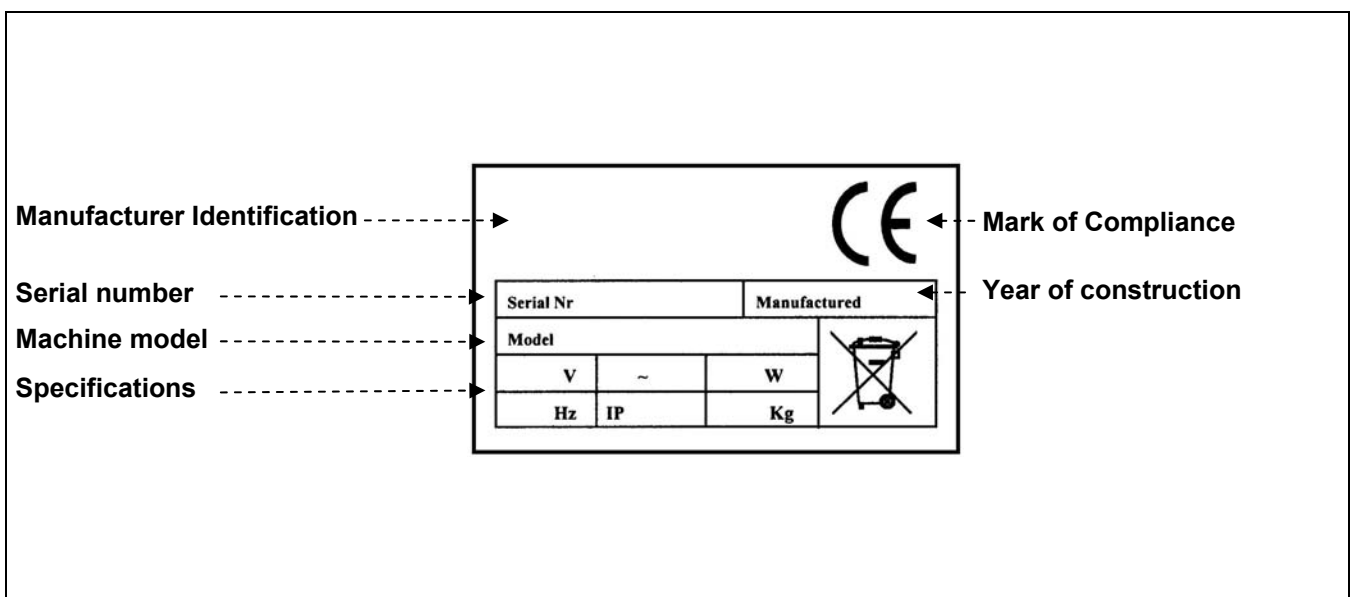 Manufacturer Identification
CE
Mark of Compliance
Serial number
Serial Nr
Manufactured
Year of construction
Machine model
Model
Specifications
V
~
W
Hz
IP
Kg